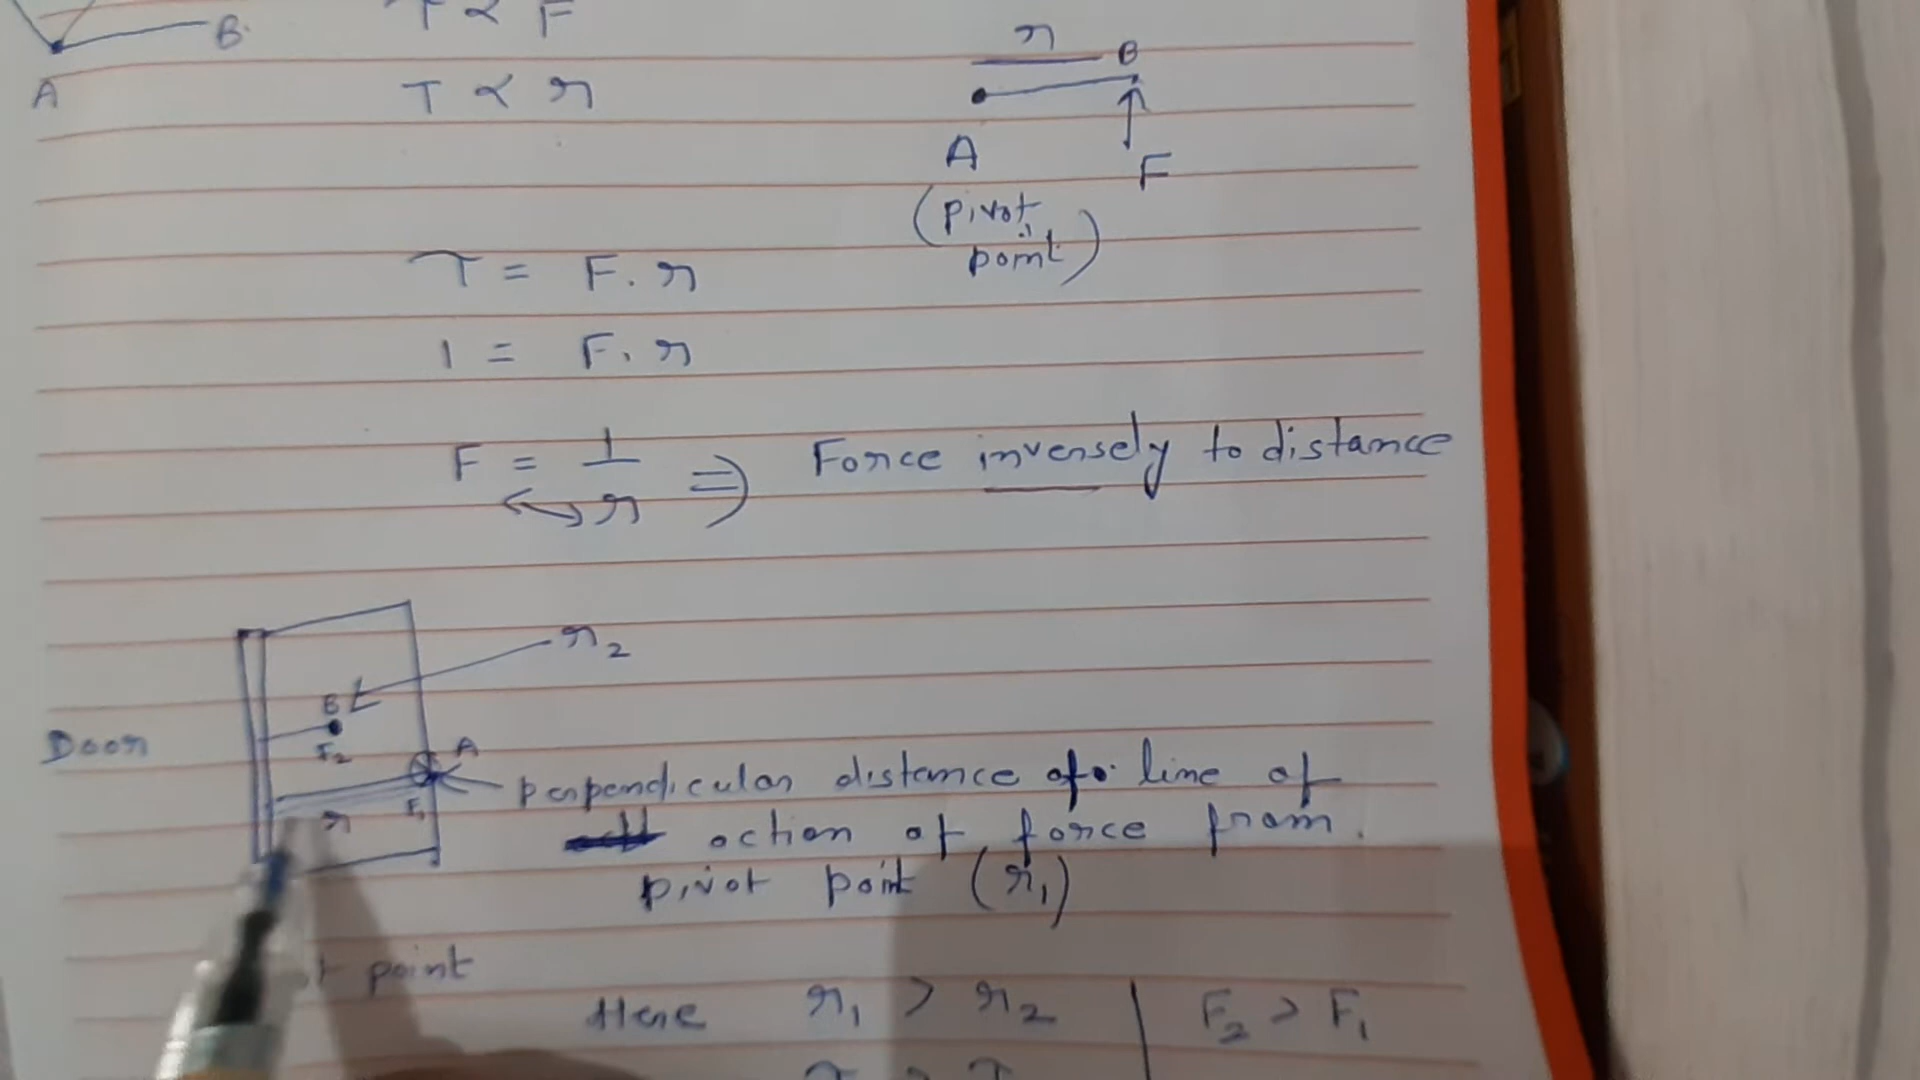 B.
T ∝ F
A
T ∝ r
r
B
A
F
(pivot
point)
T = F.r
1 = F.r
F = 1/r ⇒ Force inversely to distance
r2
B
F2
Door
A
F1
r
perpendicular distance of line of
action of force from
pivot point (r1)
point
Here r1 > r2 | F2 > F1